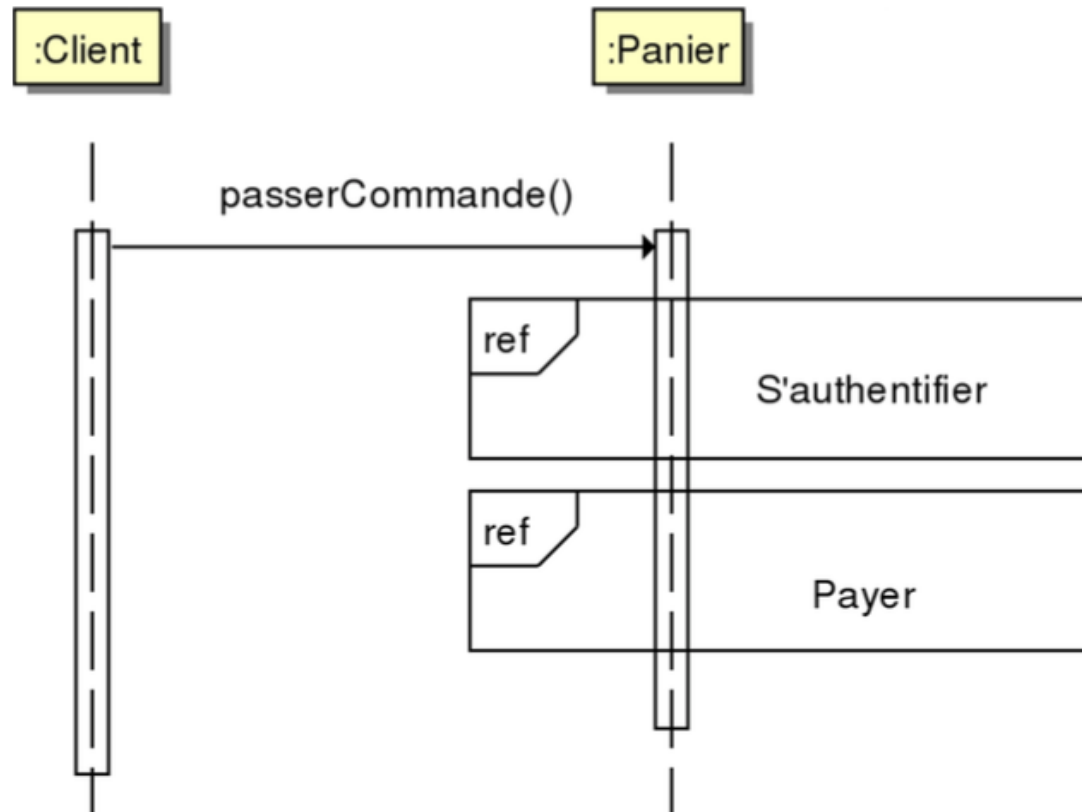 :Client
:Panier
passerCommande()
ref
S'authentifier
ref
Payer